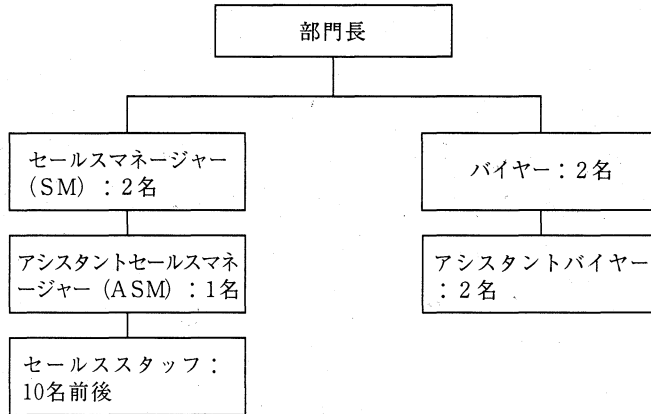 部門長
セールスマネージャー
(SM):2名
バイヤー:2名
アシスタントセールスマネ
ージャー(ASM):1名
アシスタントバイヤー
:2名
セールススタッフ:
10名前後